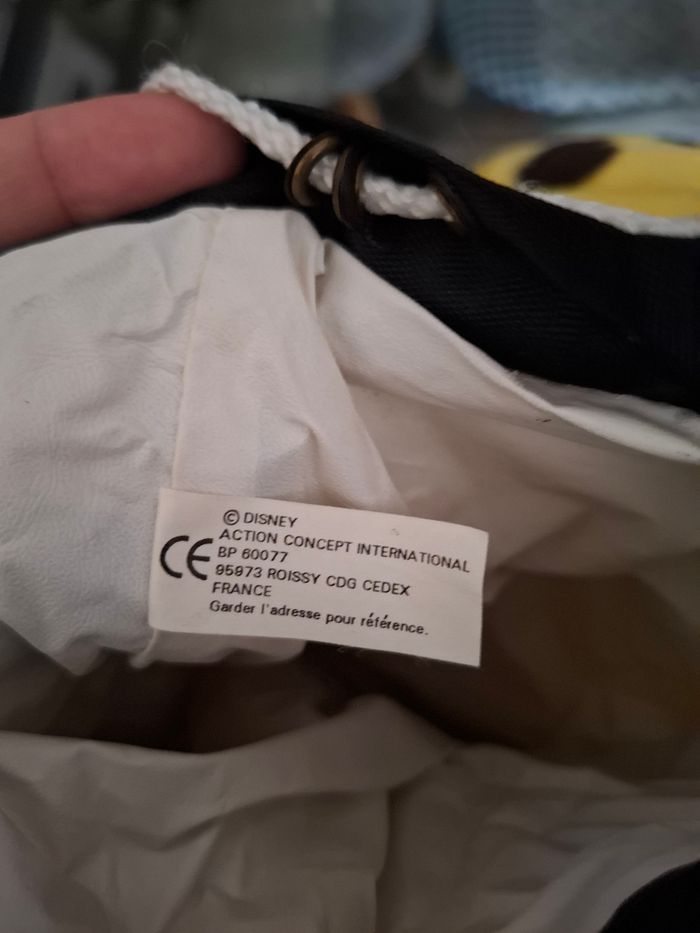 © DISNEY
ACTION CONCEPT INTERNATIONAL
CE BP 60077
95973 ROISSY CDG CEDEX
FRANCE
Garder l'adresse pour référence.